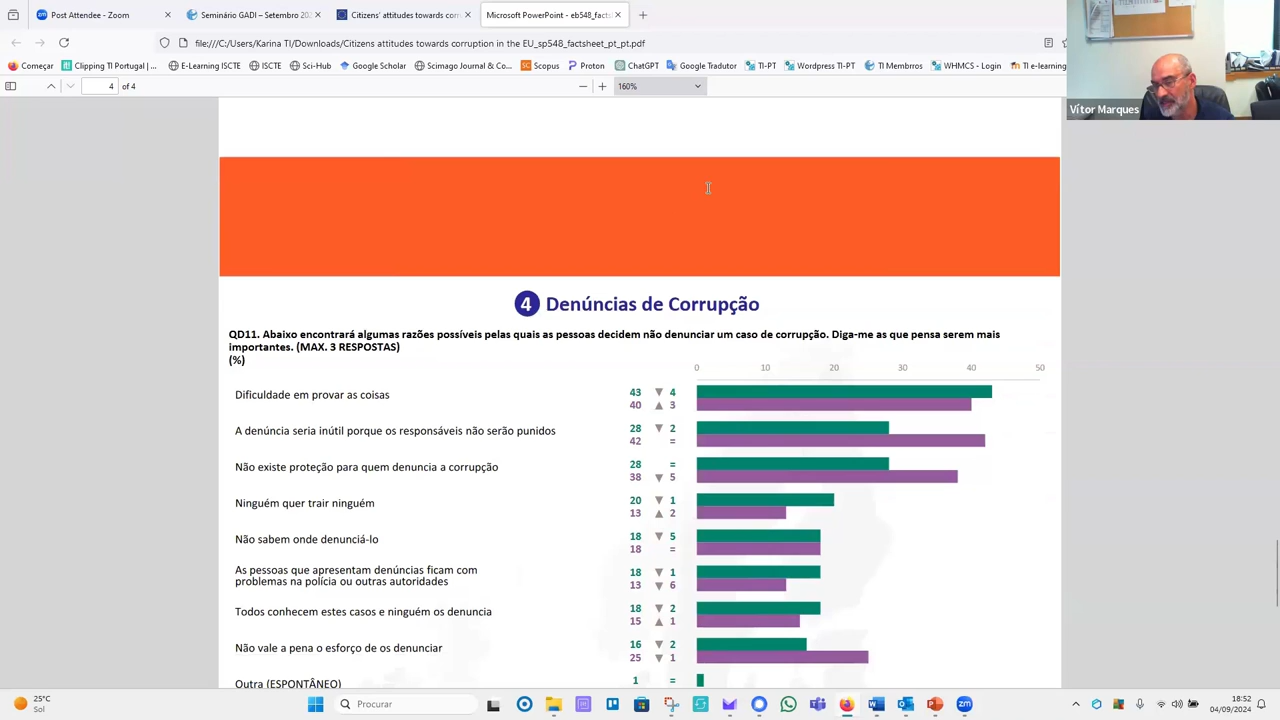 Post Attendee - Zoom
Seminário GADI – Setembro 202
Citizens' attitudes towards corr
Microsoft PowerPoint - eb548_facts
file:///C:/Users/Karina TI/Downloads/Citizens attitudes towards corruption in the EU_sp548_factsheet_pt_pt.pdf
Começar
Clipping TI Portugal |...
E-Learning ISCTE
ISCTE
Sci-Hub
Google Scholar
Scimago Journal & Co...
Scopus
Proton
ChatGPT
Google Tradutor
TI-PT
Wordpress TI-PT
TI Membrros
WHMCS - Login
TI e-learning
4 of 4
160%
Vítor Marques
4 Denúncias de Corrupção
QD11. Abaixo encontrará algumas razões possíveis pelas quais as pessoas decidem não denunciar um caso de corrupção. Diga-me as que pensa serem mais
importantes. (MAX. 3 RESPOSTAS)
(%)
0 10 20 30 40 50
Dificuldade em provar as coisas
43 ▼ 4
40 ▲ 3
A denúncia seria inútil porque os responsáveis não serão punidos
28 ▼ 2
42 =
Não existe proteção para quem denuncia a corrupção
28 =
38 ▼ 5
Ninguém quer trair ninguém
20 ▼ 1
13 ▲ 2
Não sabem onde denunciá-lo
18 ▼ 5
18 =
As pessoas que apresentam denúncias ficam com
problemas na polícia ou outras autoridades
18 ▼ 1
13 ▼ 6
Todos conhecem estes casos e ninguém os denuncia
18 ▼ 2
15 ▲ 1
Não vale a pena o esforço de os denunciar
16 ▼ 2
25 ▼ 1
Outra (ESPONTÂNEO)
1 =
25°C
Sol
Procurar
18:52
04/09/2024